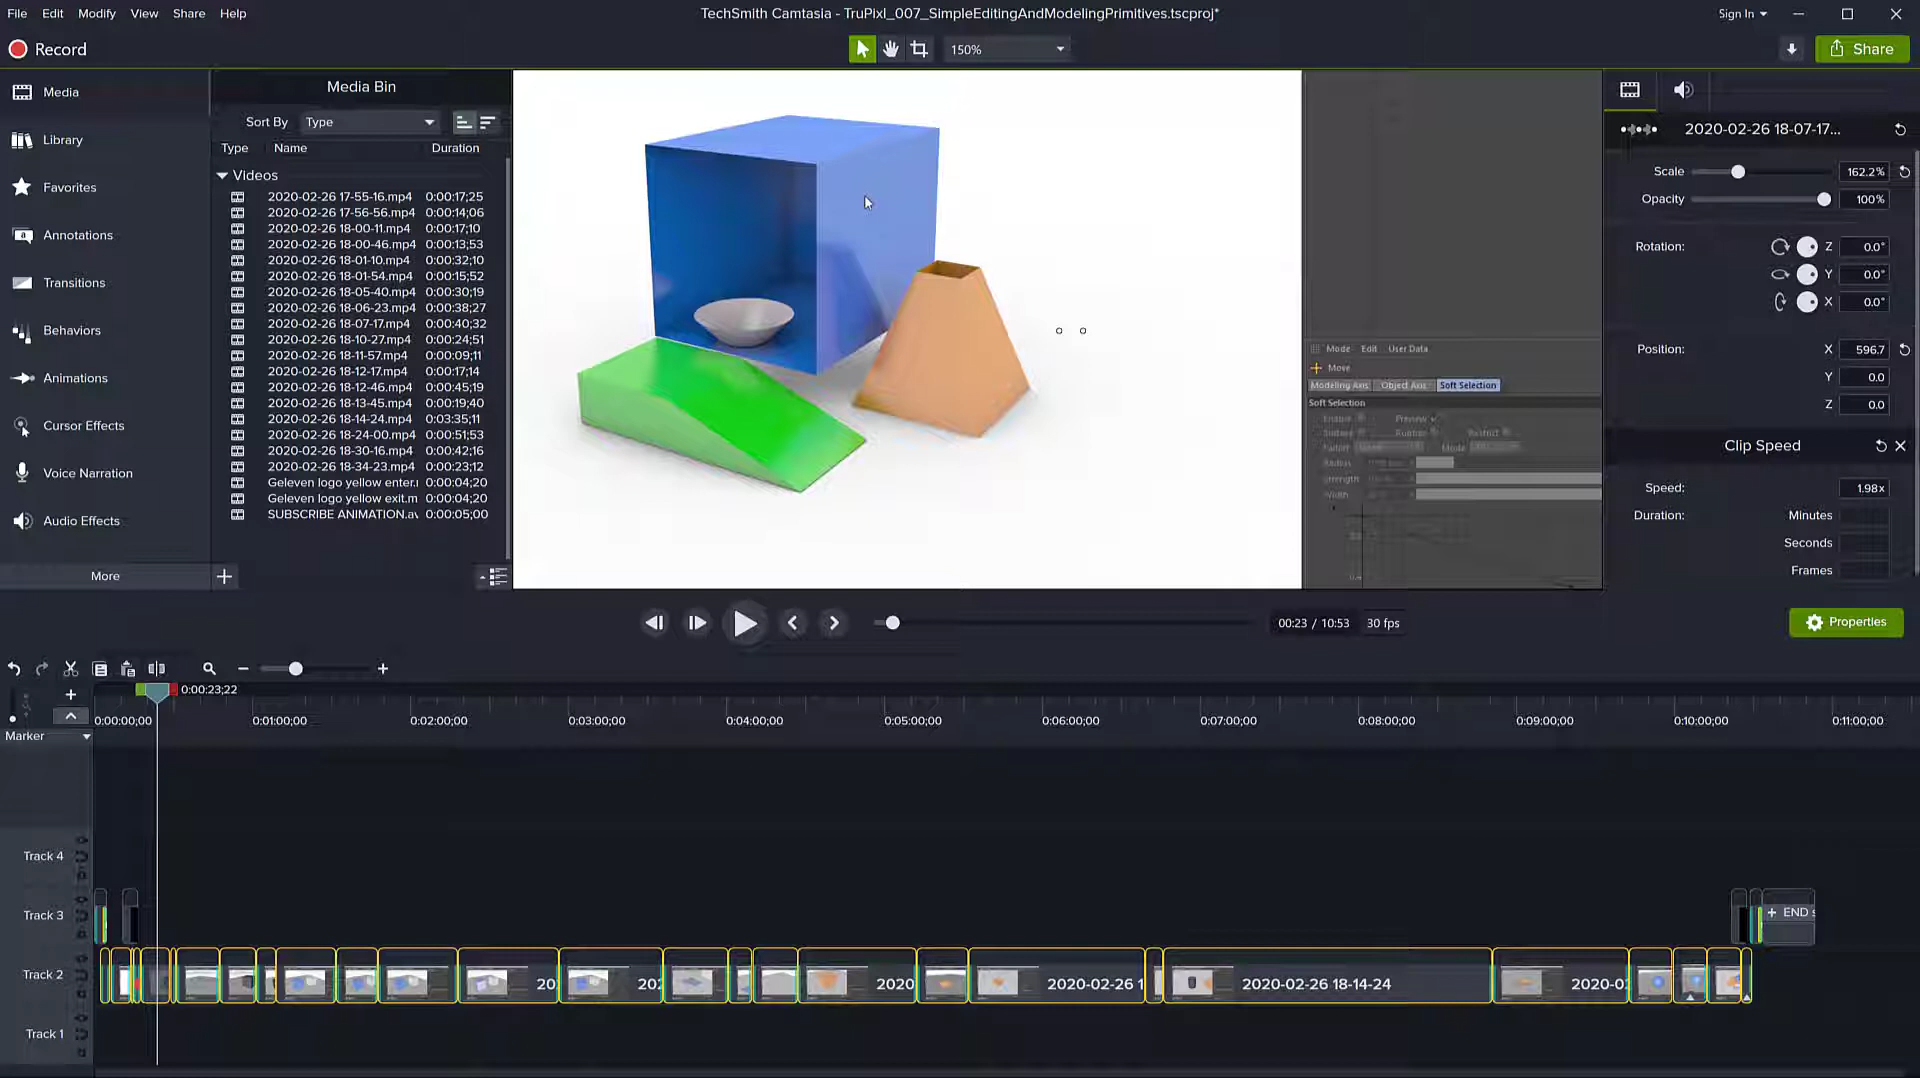 File Edit Modify View Share Help
TechSmith Camtasia - TruPixl_007_SimpleEditingAndModelingPrimitives.tscproj*
Sign In
Record
150%
Share
Media
Library
Favorites
Annotations
Transitions
Behaviors
Animations
Cursor Effects
Voice Narration
Audio Effects
More
Media Bin
Sort By Type
Type Name Duration
Videos
2020-02-26 17-55-16.mp4 0:00:17;25
2020-02-26 17-56-56.mp4 0:00:14;06
2020-02-26 18-00-11.mp4 0:00:17;10
2020-02-26 18-00-46.mp4 0:00:13;53
2020-02-26 18-01-10.mp4 0:00:32;10
2020-02-26 18-01-54.mp4 0:00:15;52
2020-02-26 18-05-40.mp4 0:00:30;19
2020-02-26 18-06-23.mp4 0:00:38;27
2020-02-26 18-07-17.mp4 0:00:40;32
2020-02-26 18-10-27.mp4 0:00:24;51
2020-02-26 18-11-57.mp4 0:00:09;11
2020-02-26 18-12-17.mp4 0:00:17;14
2020-02-26 18-12-46.mp4 0:00:45;19
2020-02-26 18-13-45.mp4 0:00:19;40
2020-02-26 18-14-24.mp4 0:03:35;11
2020-02-26 18-24-00.mp4 0:00:51;53
2020-02-26 18-30-16.mp4 0:00:42;16
2020-02-26 18-34-23.mp4 0:00:23;12
Geleven logo yellow enter. 0:00:04;20
Geleven logo yellow exit.m 0:00:04;20
SUBSCRIBE ANIMATION.av 0:00:05;00
Mode Edit User Data
Move
Modeling Axis Object Axis Soft Selection
Soft Selection
Enable Preview
Surface Rubber Restrict
Falloff Mode
Radius
Strength
Width
2020-02-26 18-07-17...
Scale 162.2%
Opacity 100%
Rotation: Z 0.0°
Y 0.0°
X 0.0°
Position: X 596.7
Y 0.0
Z 0.0
Clip Speed
Speed: 1.98x
Duration: Minutes
Seconds
Frames
Properties
00:23 / 10:53 30 fps
0:00:23;22
0:00:00;00 0:01:00;00 0:02:00;00 0:03:00;00 0:04:00;00 0:05:00;00 0:06:00;00 0:07:00;00 0:08:00;00 0:09:00;00 0:10:00;00 0:11:00;00
Marker
Track 4
Track 3
+ END
Track 2
20 202 2020 2020-02-26 1 2020-02-26 18-14-24 2020-0
Track 1